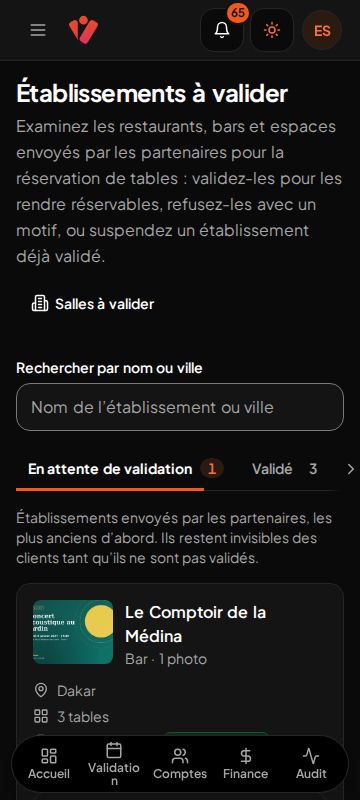 65
ES
Établissements à valider
Examinez les restaurants, bars et espaces
envoyés par les partenaires pour la
réservation de tables : validez-les pour les
rendre réservables, refusez-les avec un
motif, ou suspendez un établissement
déjà validé.
Salles à valider
Rechercher par nom ou ville
Nom de l’établissement ou ville
En attente de validation 1 Validé 3
Établissements envoyés par les partenaires, les
plus anciens d’abord. Ils restent invisibles des
clients tant qu’ils ne sont pas validés.
Le Comptoir de la
Médina
Bar · 1 photo
Dakar
3 tables
Accueil
Validatio
n
Comptes
Finance
Audit